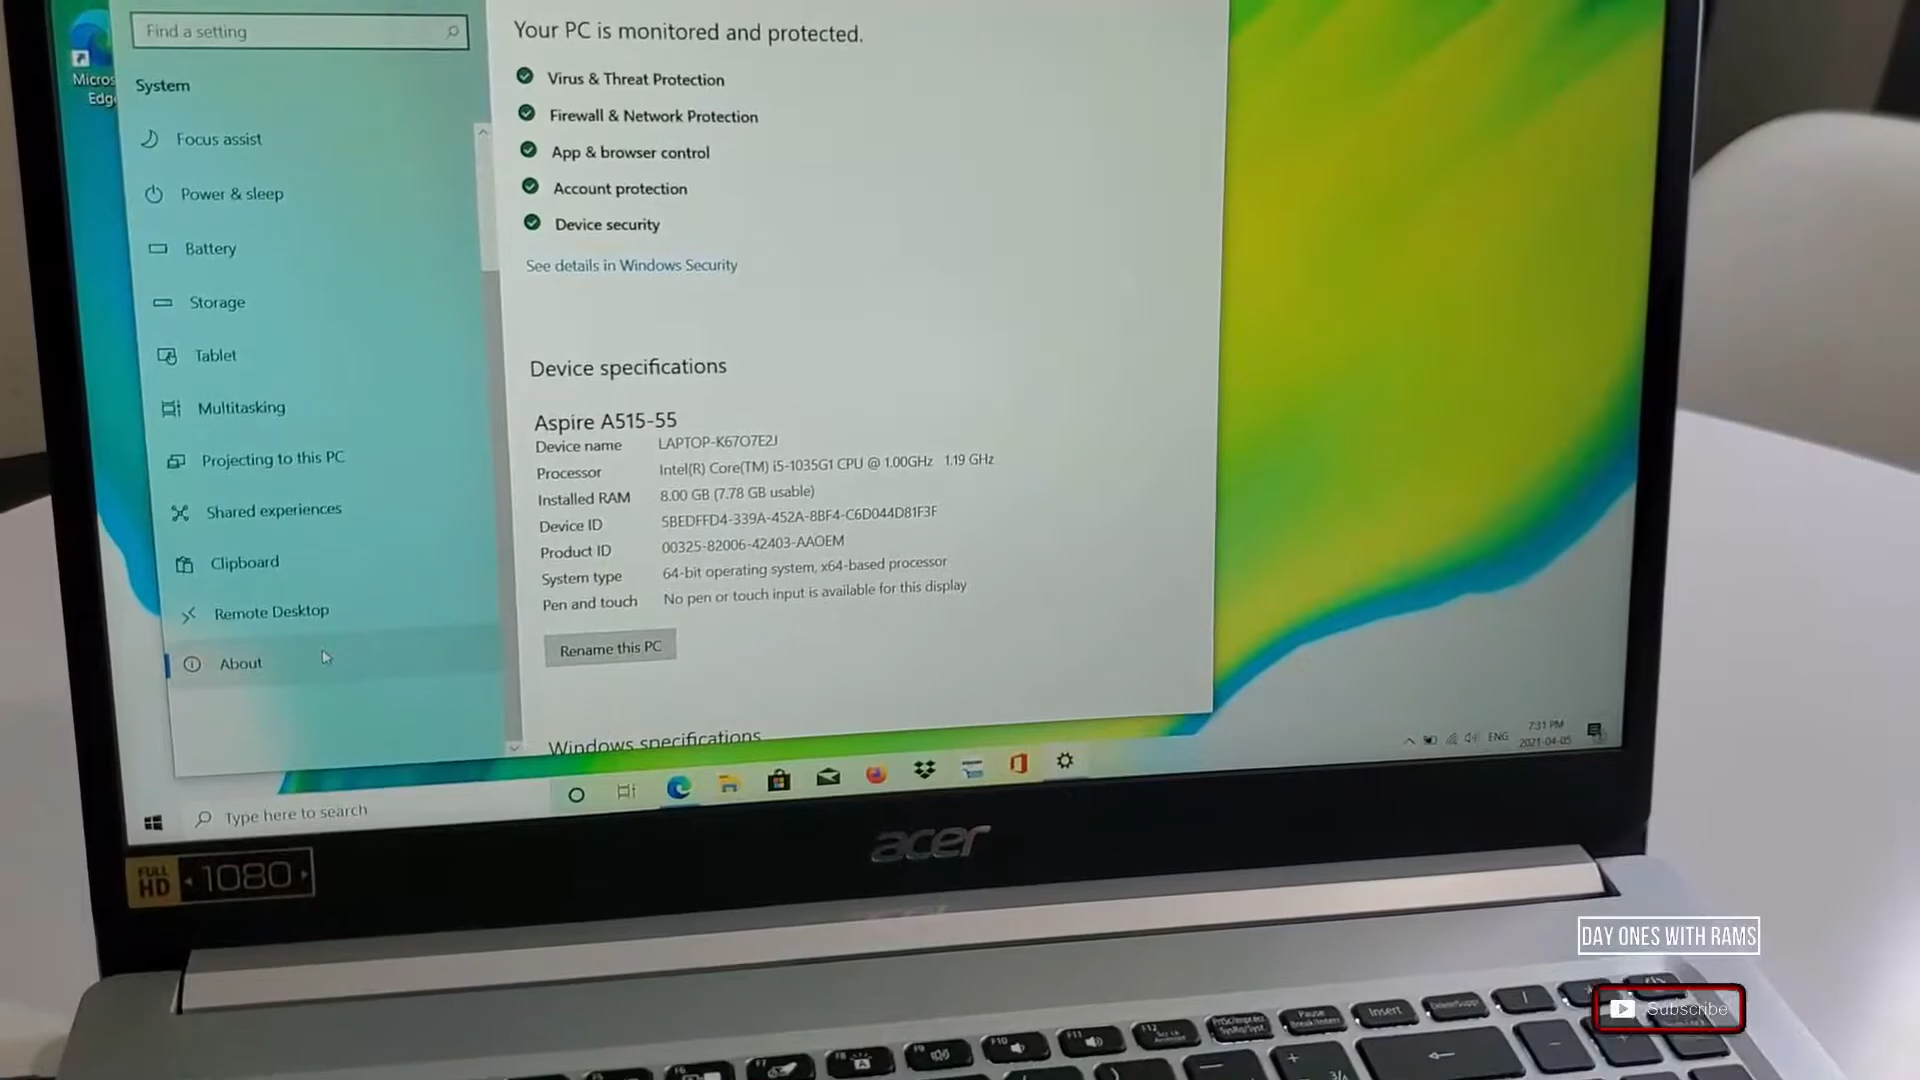 Find a setting
System
Focus assist
Power & sleep
Battery
Storage
Tablet
Multitasking
Projecting to this PC
Shared experiences
Clipboard
Remote Desktop
About
Your PC is monitored and protected.
Virus & Threat Protection
Firewall & Network Protection
App & browser control
Account protection
Device security
See details in Windows Security
Device specifications
Aspire A515-55
Device name LAPTOP-K67O7E2J
Processor Intel(R) Core(TM) i5-1035G1 CPU @ 1.00GHz 1.19 GHz
Installed RAM 8.00 GB (7.78 GB usable)
Device ID 5BEDFFD4-339A-452A-8BF4-C6D044D81F3F
Product ID 00325-82006-42403-AAOEM
System type 64-bit operating system, x64-based processor
Pen and touch No pen or touch input is available for this display
Rename this PC
Windows specifications
Micros
Edg
Type here to search
ENG
7:31 PM
2021-04-05
FULL HD 1080
acer
DAY ONES WITH RAMS
Subscribe
F7 F8 F9 F10 F11 F12
Pause
Insert